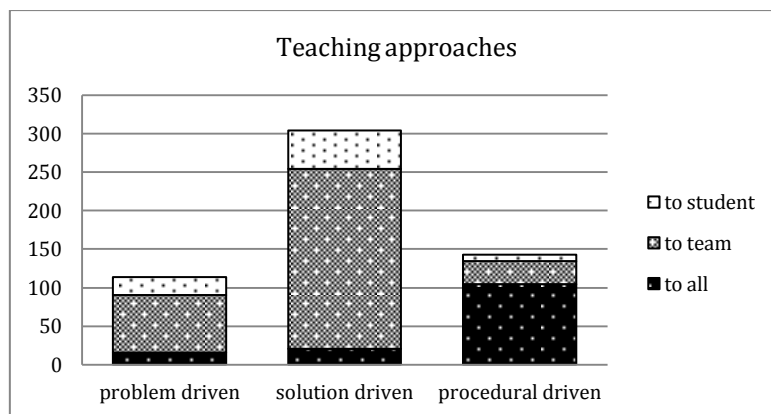 Teaching approaches
350
300
250
200
150
100
50
0
problem driven solution driven procedural driven
to student
to team
to all